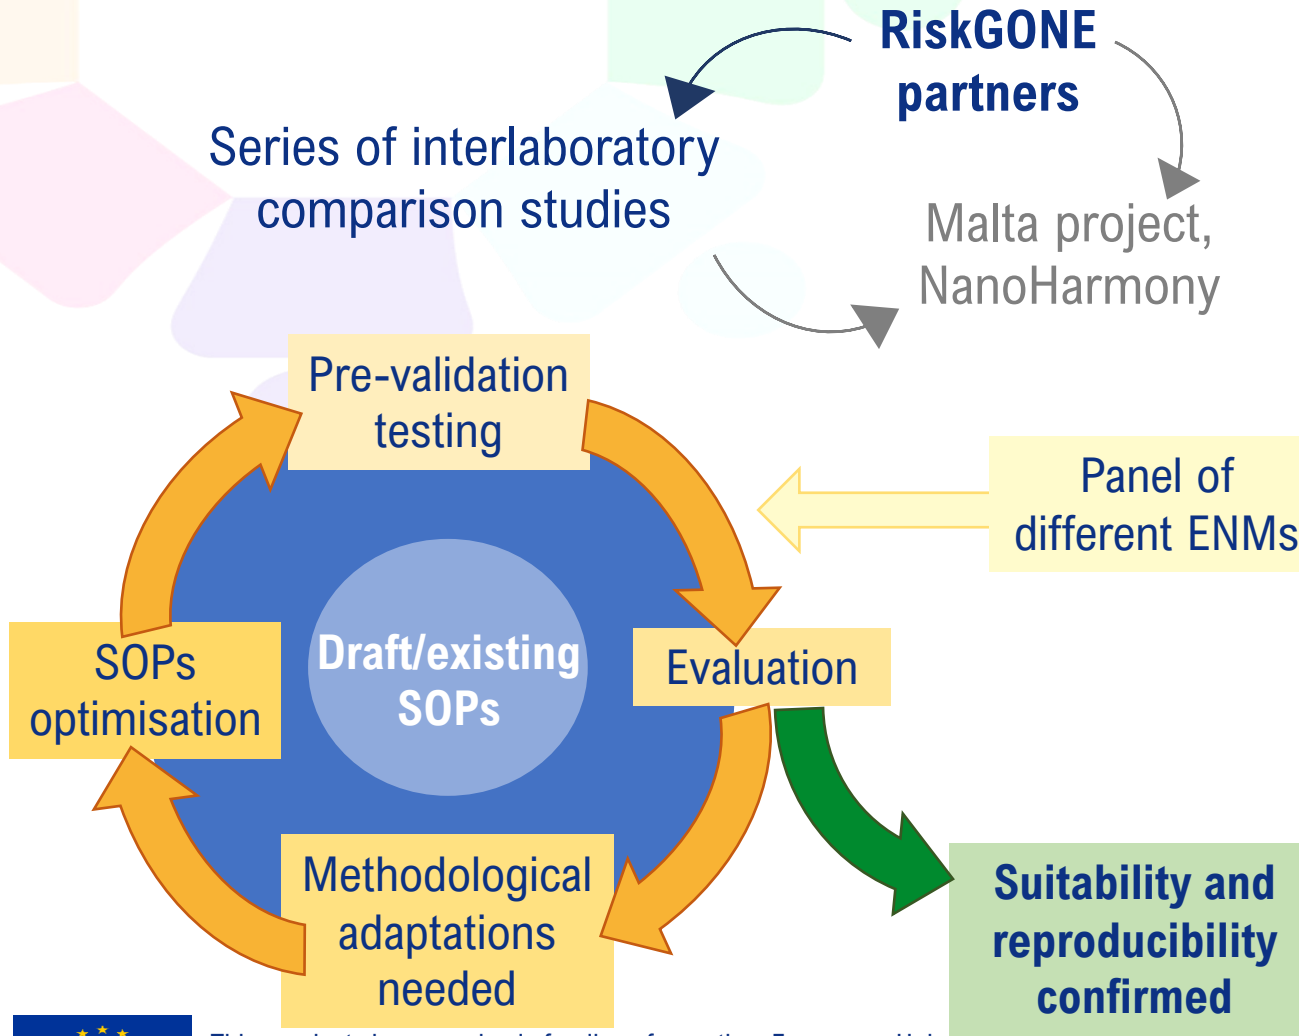 RiskGONE
partners
Series of interlaboratory
comparison studies
Malta project,
NanoHarmony
Pre-validation
testing
Panel of
different ENMs
Draft/existing
SOPs
Evaluation
SOPs
optimisation
Methodological
adaptations
needed
Suitability and
reproducibility
confirmed